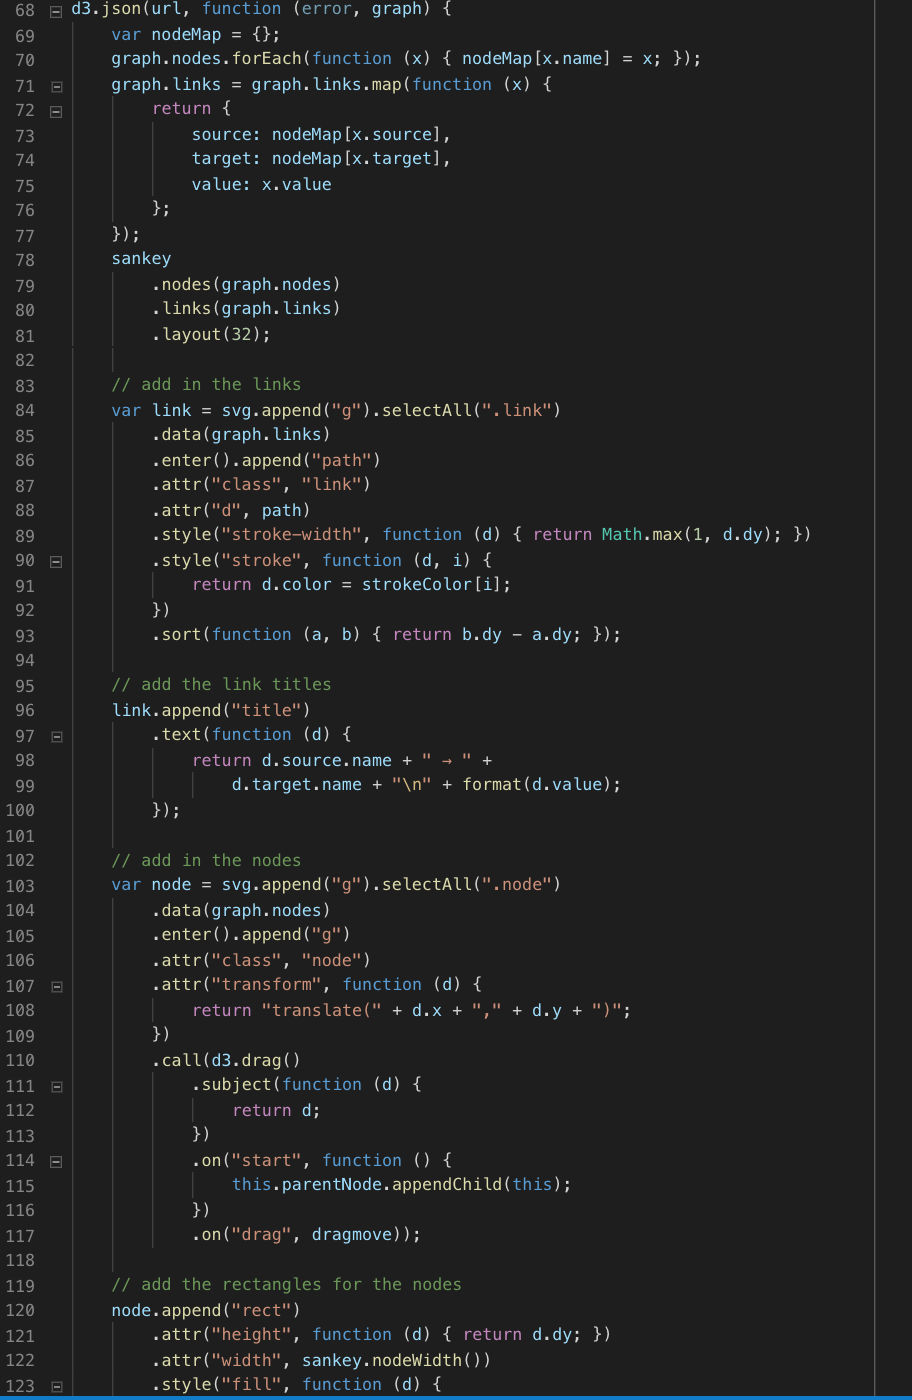 68 d3.json(url, function (error, graph) {
69     var nodeMap = {};
70     graph.nodes.forEach(function (x) { nodeMap[x.name] = x; });
71     graph.links = graph.links.map(function (x) {
72         return {
73             source: nodeMap[x.source],
74             target: nodeMap[x.target],
75             value: x.value
76         };
77     });
78     sankey
79         .nodes(graph.nodes)
80         .links(graph.links)
81         .layout(32);
82
83     // add in the links
84     var link = svg.append("g").selectAll(".link")
85         .data(graph.links)
86         .enter().append("path")
87         .attr("class", "link")
88         .attr("d", path)
89         .style("stroke-width", function (d) { return Math.max(1, d.dy); })
90         .style("stroke", function (d, i) {
91             return d.color = strokeColor[i];
92         })
93         .sort(function (a, b) { return b.dy - a.dy; });
94
95     // add the link titles
96     link.append("title")
97         .text(function (d) {
98             return d.source.name + " → " +
99                 d.target.name + "\n" + format(d.value);
100         });
101
102     // add in the nodes
103     var node = svg.append("g").selectAll(".node")
104         .data(graph.nodes)
105         .enter().append("g")
106         .attr("class", "node")
107         .attr("transform", function (d) {
108             return "translate(" + d.x + "," + d.y + ")";
109         })
110         .call(d3.drag()
111             .subject(function (d) {
112                 return d;
113             })
114             .on("start", function () {
115                 this.parentNode.appendChild(this);
116             })
117             .on("drag", dragmove));
118
119     // add the rectangles for the nodes
120     node.append("rect")
121         .attr("height", function (d) { return d.dy; })
122         .attr("width", sankey.nodeWidth())
123         .style("fill", function (d) {